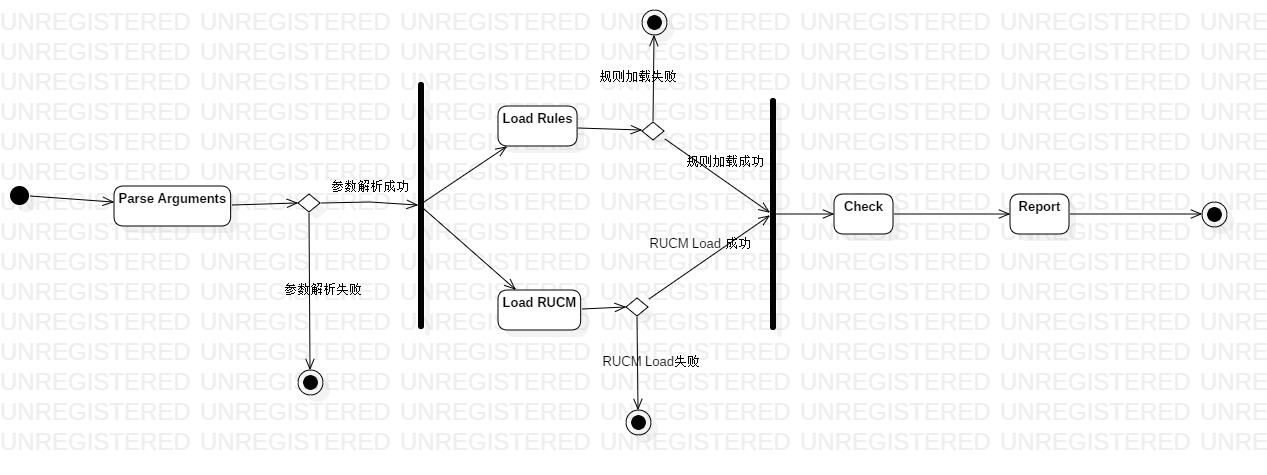 UNREGISTERED UNREGISTERED UNREGISTERED UNREGISTERED UNREGISTERED UNREGISTERED UNRE
规则加载失败
Load Rules
规则加载成功
参数解析成功
Parse Arguments
Check
Report
RUCM Load 成功
参数解析失败
Load RUCM
RUCM Load失败